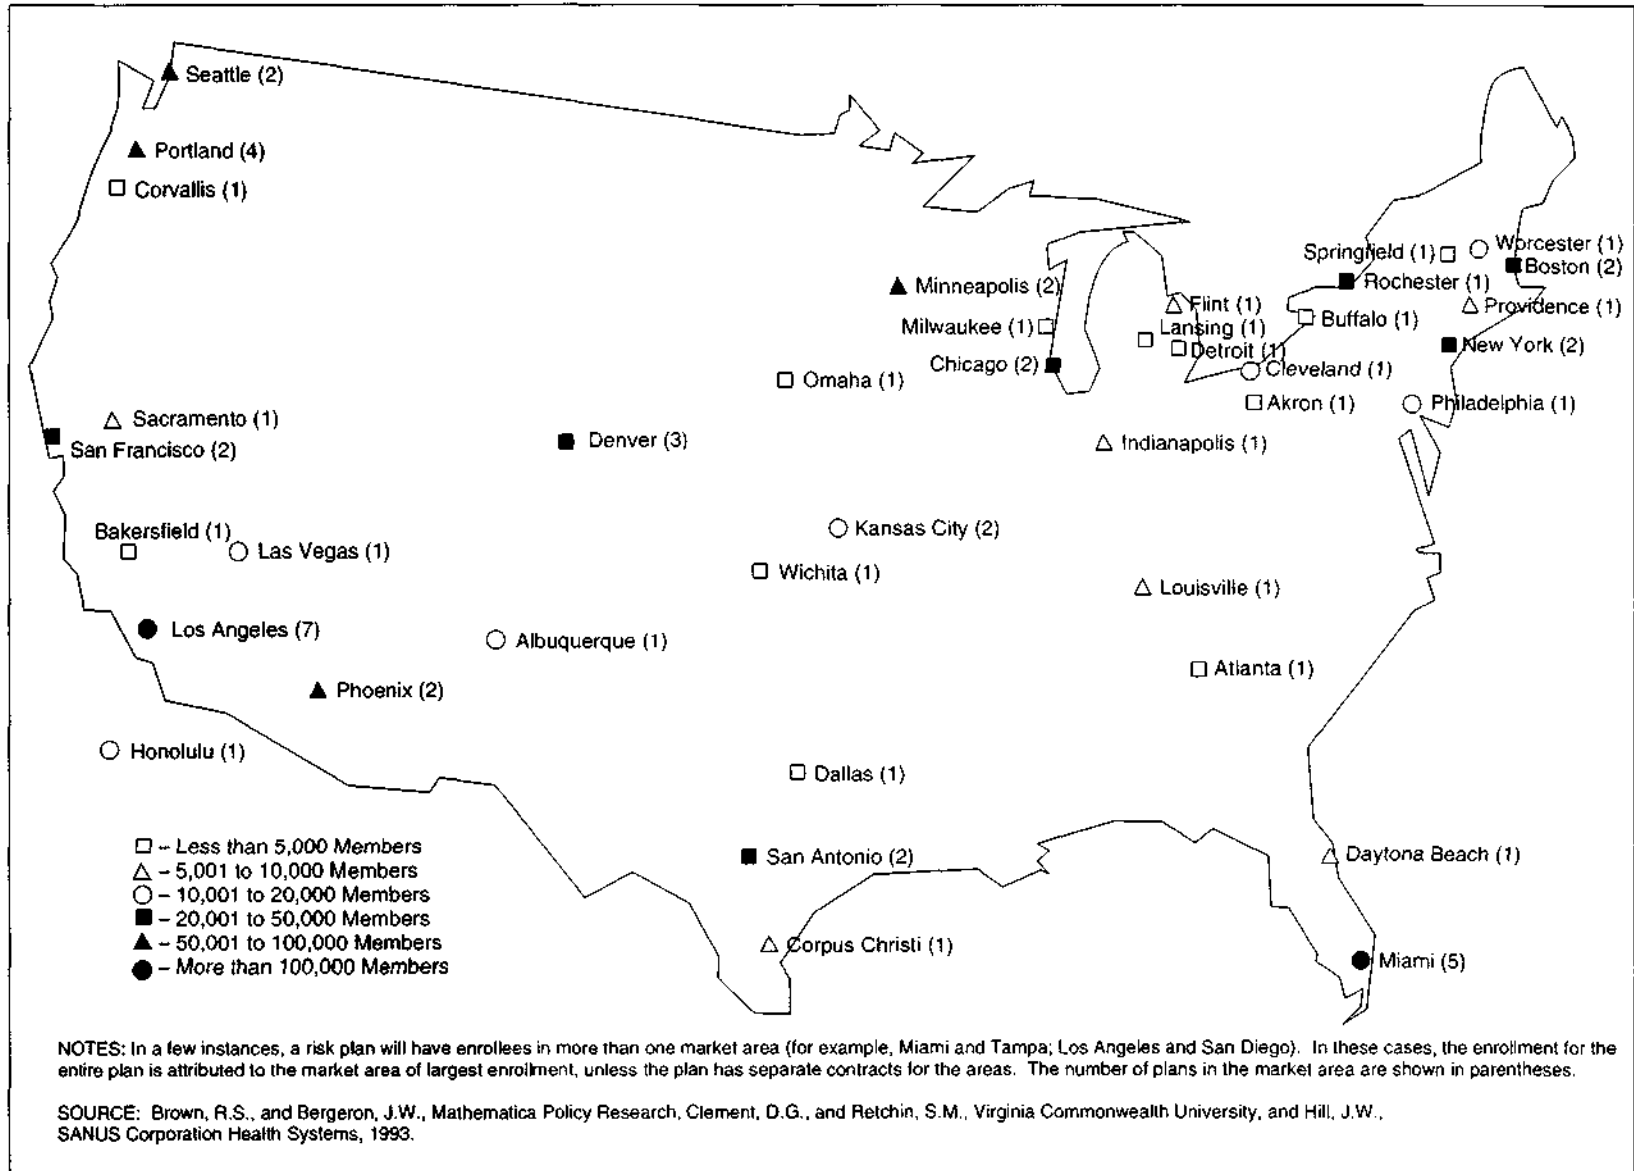 Seattle (2)
Portland (4)
Corvallis (1)
Worcester (1)
Springfield (1)
Boston (2)
Rochester (1)
Minneapolis (2)
Flint (1)
Providence (1)
Buffalo (1)
Milwaukee (1)
Lansing (1)
Detroit (1)
New York (2)
Chicago (2)
Cleveland (1)
Omaha (1)
Akron (1)
Philadelphia (1)
Sacramento (1)
San Francisco (2)
Denver (3)
Indianapolis (1)
Bakersfield (1)
Las Vegas (1)
Kansas City (2)
Wichita (1)
Louisville (1)
Los Angeles (7)
Albuquerque (1)
Atlanta (1)
Phoenix (2)
Honolulu (1)
Dallas (1)
San Antonio (2)
Daytona Beach (1)
Corpus Christi (1)
Miami (5)
□ – Less than 5,000 Members
△ – 5,001 to 10,000 Members
○ – 10,001 to 20,000 Members
■ – 20,001 to 50,000 Members
▲ – 50,001 to 100,000 Members
● – More than 100,000 Members
NOTES: In a few instances, a risk plan will have enrollees in more than one market area (for example, Miami and Tampa; Los Angeles and San Diego). In these cases, the enrollment for the
entire plan is attributed to the market area of largest enrollment, unless the plan has separate contracts for the areas. The number of plans in the market area are shown in parentheses.
SOURCE: Brown, R.S., and Bergeron, J.W., Mathematica Policy Research, Clement, D.G., and Retchin, S.M., Virginia Commonwealth University, and Hill, J.W.,
SANUS Corporation Health Systems, 1993.